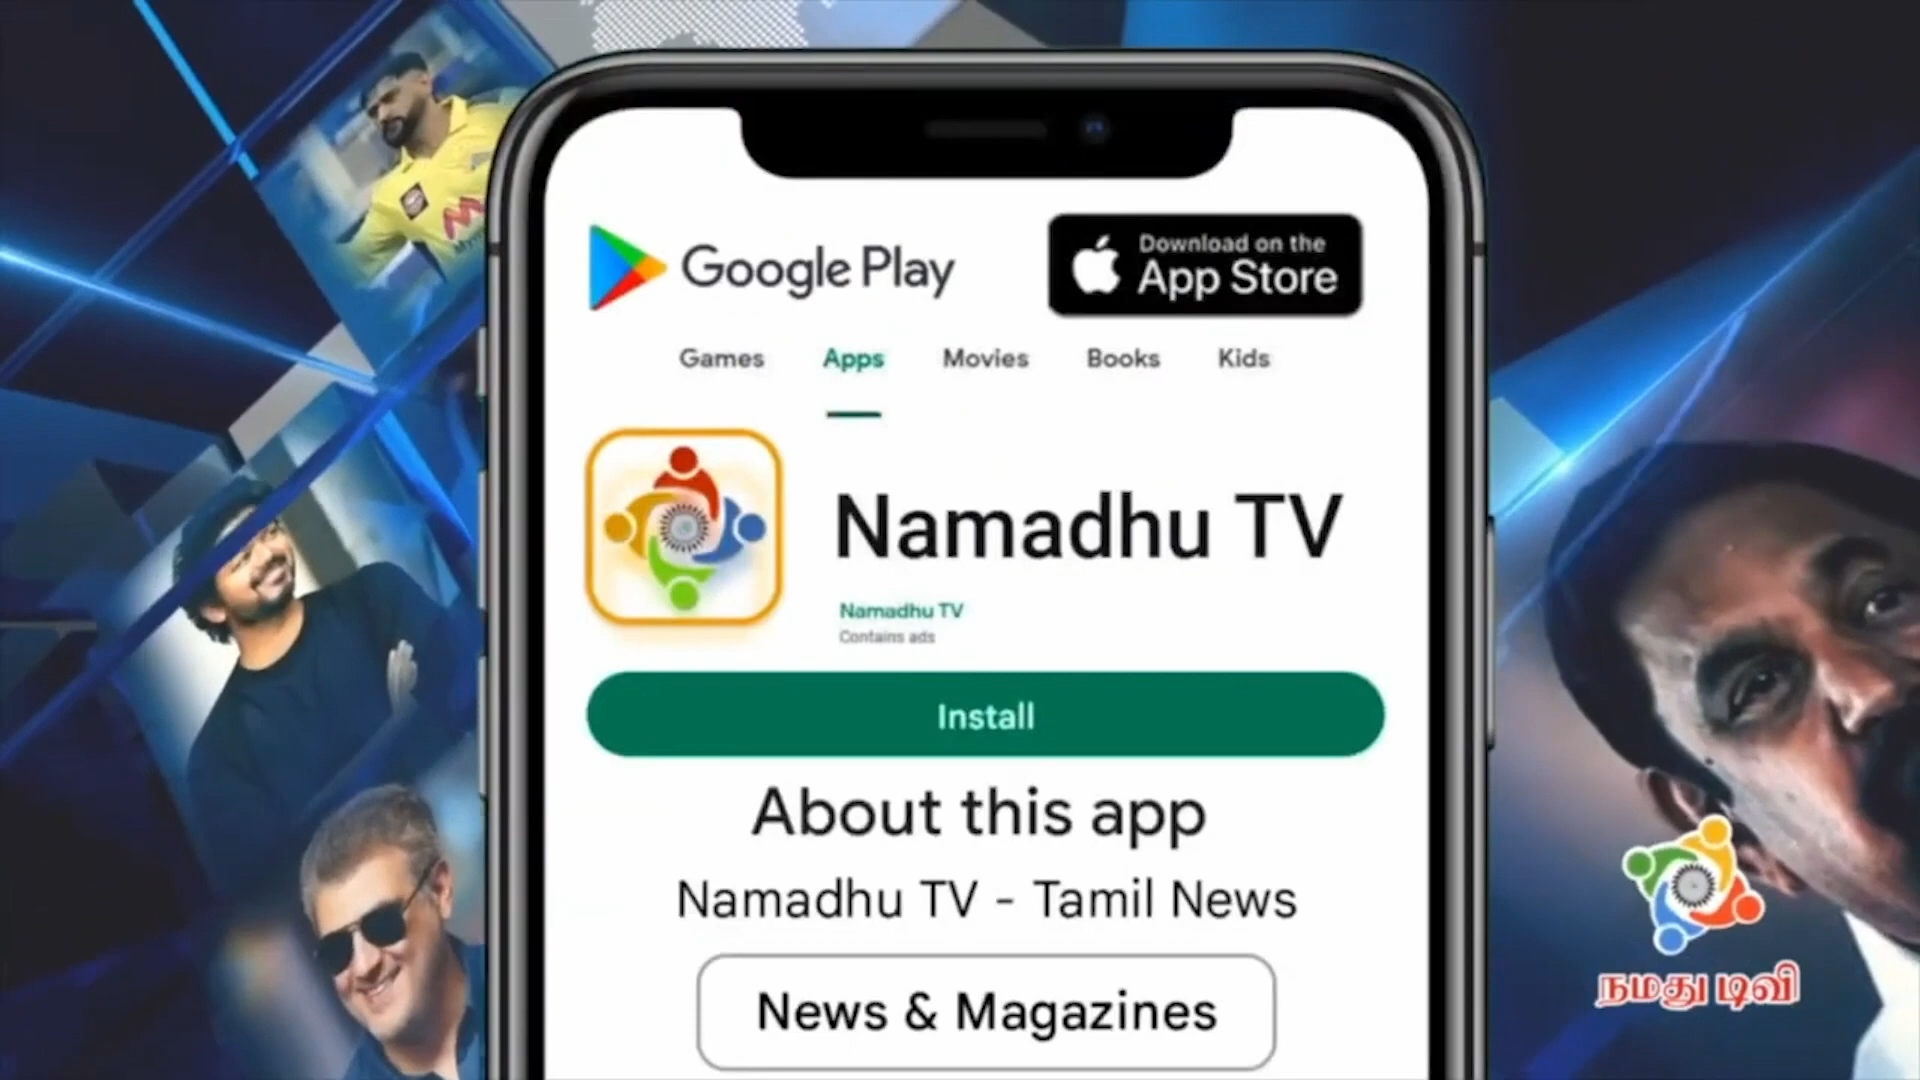 Google Play
Download on the
App Store
Games Apps Movies Books Kids
Namadhu TV
Namadhu TV
Contains ads
Install
About this app
Namadhu TV - Tamil News
News & Magazines
நமது டிவி